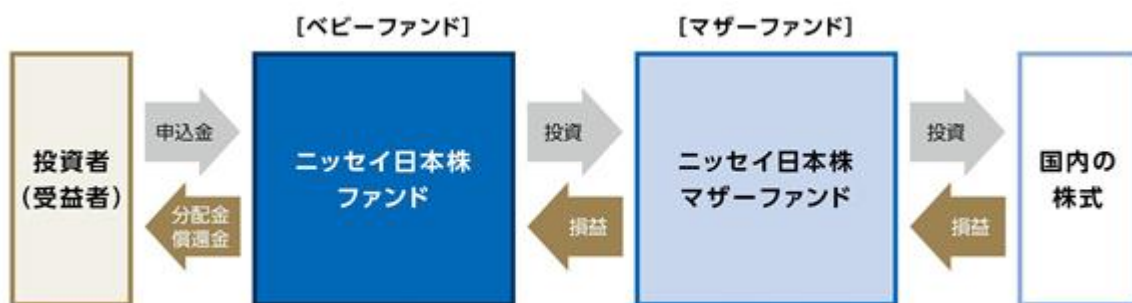 [ベビーファンド]
[マザーファンド]
投資者
(受益者)
申込金
分配金
償還金
ニッセイ日本株
ファンド
投資
損益
ニッセイ日本株
マザーファンド
投資
損益
国内の
株式